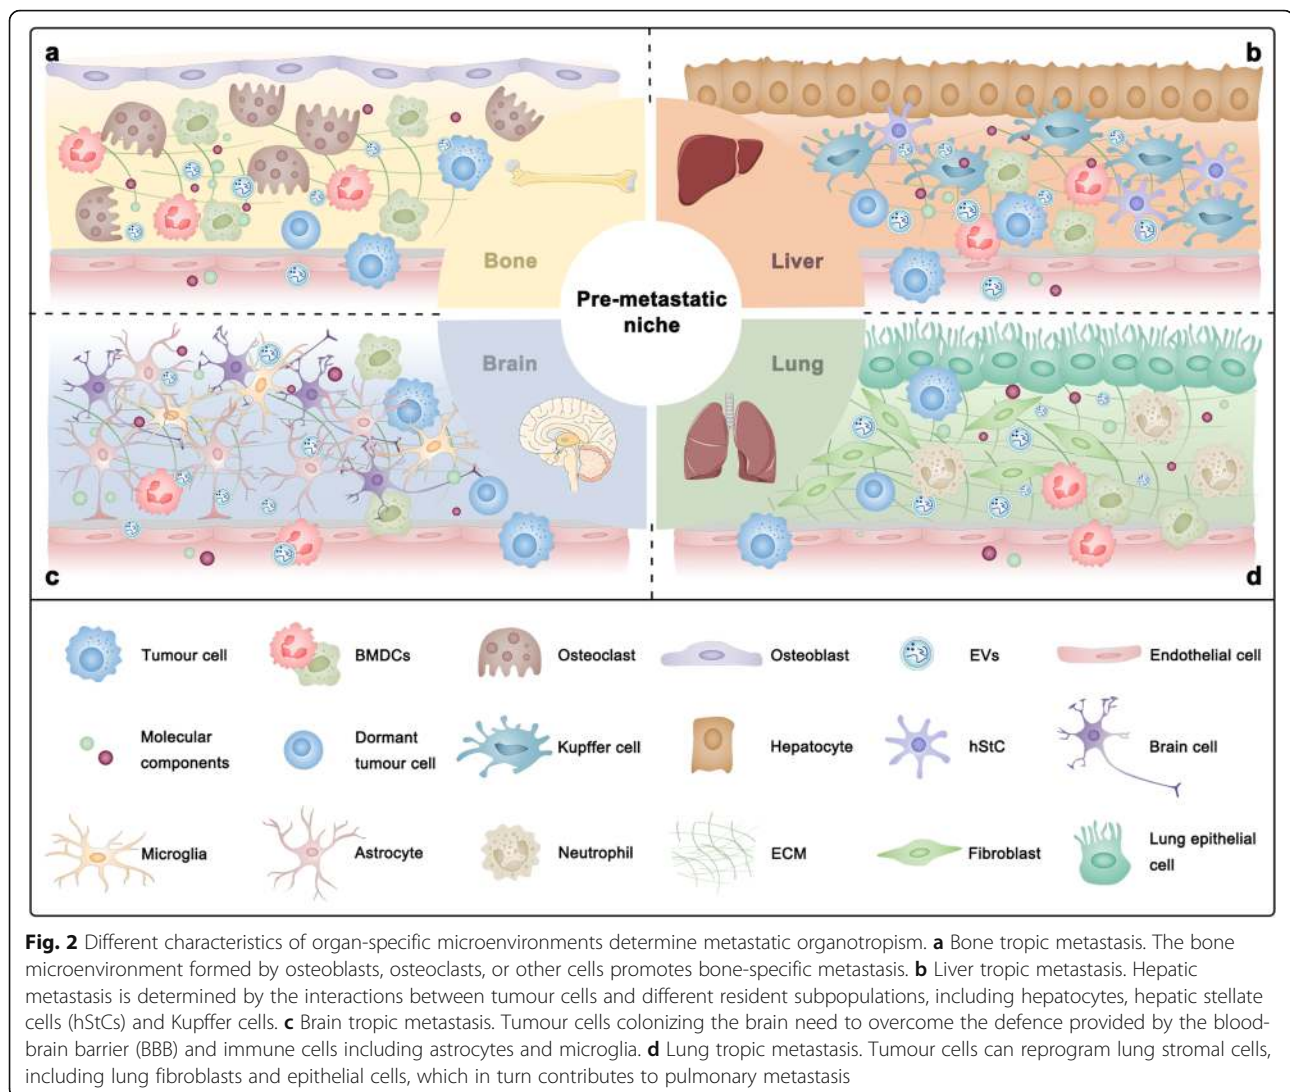 a
b
Bone
Liver
Pre-metastatic
niche
Brain
Lung
c
d
Tumour cell
BMDCs
Osteoclast
Osteoblast
EVs
Endothelial cell
Molecular
components
Dormant
tumour cell
Kupffer cell
Hepatocyte
hStC
Brain cell
Microglia
Astrocyte
Neutrophil
ECM
Fibroblast
Lung epithelial
cell
Fig. 2 Different characteristics of organ-specific microenvironments determine metastatic organotropism. a Bone tropic metastasis. The bone
microenvironment formed by osteoblasts, osteoclasts, or other cells promotes bone-specific metastasis. b Liver tropic metastasis. Hepatic
metastasis is determined by the interactions between tumour cells and different resident subpopulations, including hepatocytes, hepatic stellate
cells (hStCs) and Kupffer cells. c Brain tropic metastasis. Tumour cells colonizing the brain need to overcome the defence provided by the blood-
brain barrier (BBB) and immune cells including astrocytes and microglia. d Lung tropic metastasis. Tumour cells can reprogram lung stromal cells,
including lung fibroblasts and epithelial cells, which in turn contributes to pulmonary metastasis